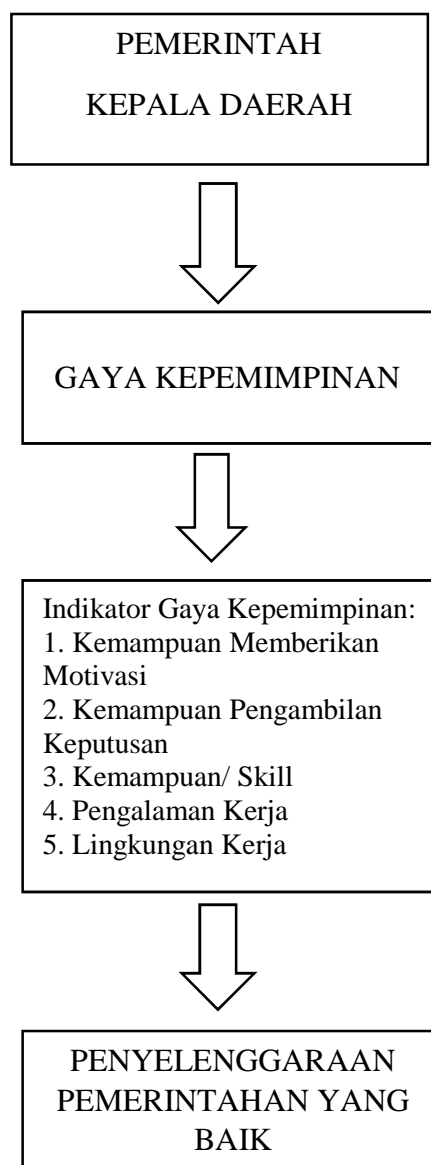 PEMERINTAH
KEPALA DAERAH
GAYA KEPEMIMPINAN
Indikator Gaya Kepemimpinan:
1. Kemampuan Memberikan
Motivasi
2. Kemampuan Pengambilan
Keputusan
3. Kemampuan/ Skill
4. Pengalaman Kerja
5. Lingkungan Kerja
PENYELENGGARAAN
PEMERINTAHAN YANG
BAIK